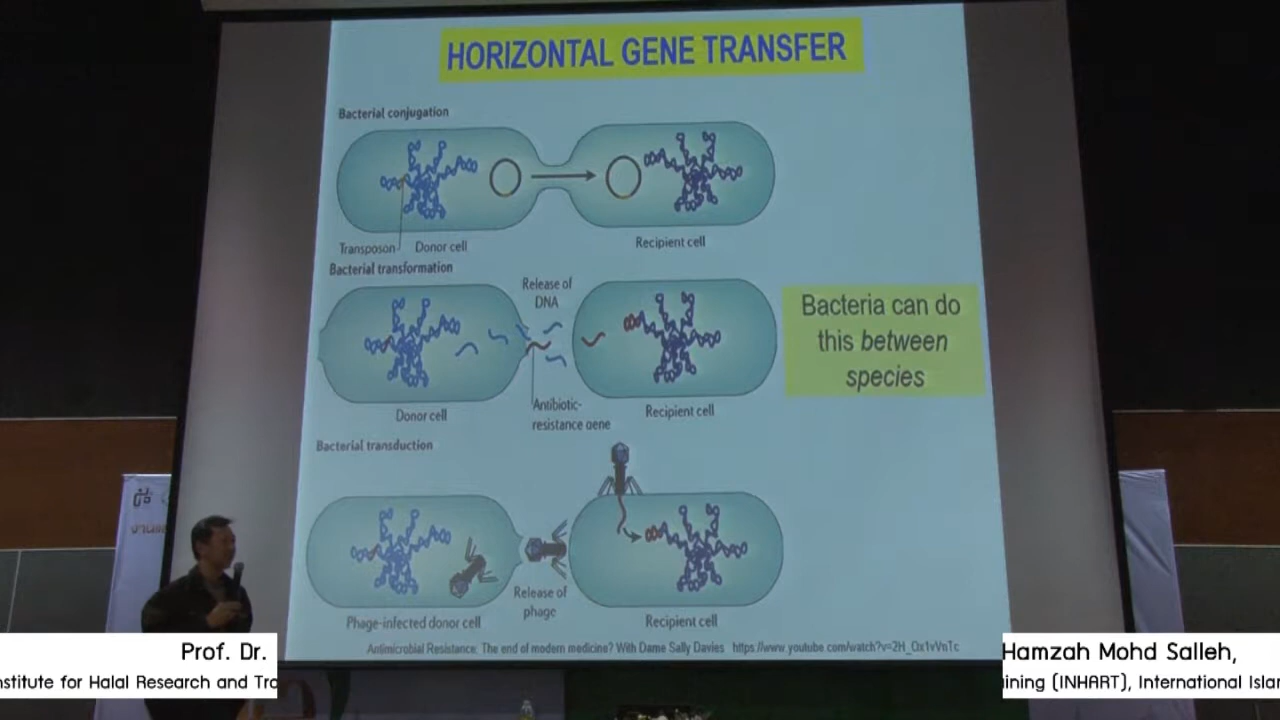 HORIZONTAL GENE TRANSFER
Bacterial conjugation
Transposon
Donor cell
Recipient cell
Bacterial transformation
Release of
DNA
Donor cell
Antibiotic-
resistance gene
Recipient cell
Bacteria can do
this between
species
Bacterial transduction
Phage-infected donor cell
Release of
phage
Recipient cell
Antimicrobial Resistance: The end of modern medicine? With Dame Sally Davies https://www.youtube.com/watch?v=2H_Ox1vVnTc
Prof. Dr.
Hamzah Mohd Salleh,
nstitute for Halal Research and Tra
ining (INHART), International Islar